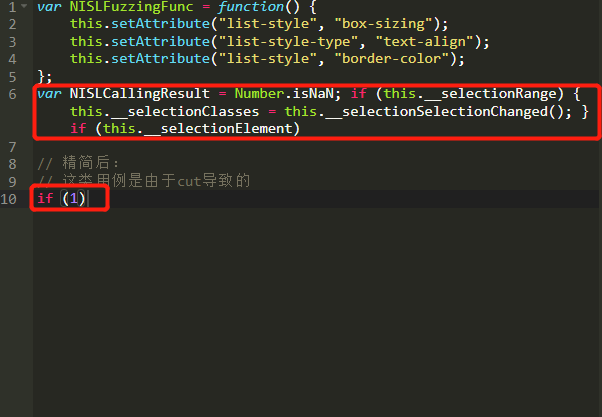 1 var NISLFuzzingFunc = function() {
2 this.setAttribute("list-style", "box-sizing");
3 this.setAttribute("list-style-type", "text-align");
4 this.setAttribute("list-style", "border-color");
5 };
6 var NISLCallingResult = Number.isNaN; if (this.__selectionRange) {
this.__selectionClasses = this.__selectionSelectionChanged(); }
if (this.__selectionElement)
7
8 // 精简后：
9 // 这类用例是由于cut导致的
10 if (1)